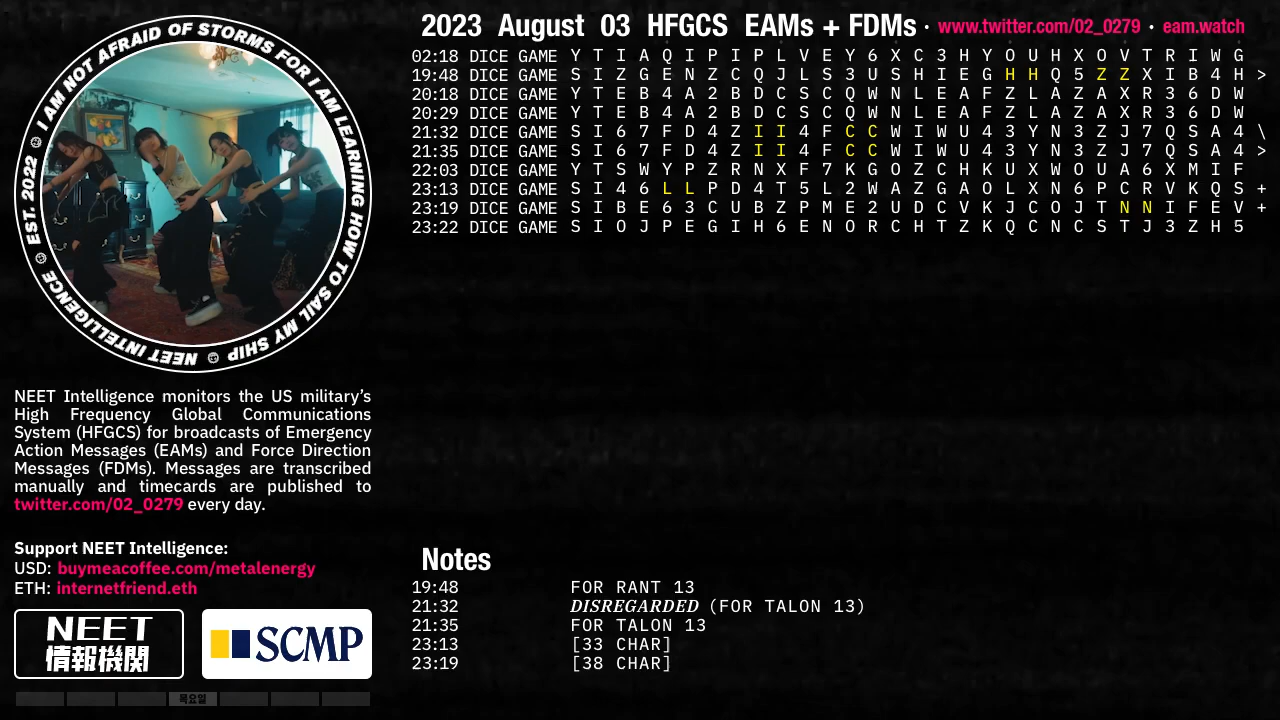 I AM NOT AFRAID OF STORMS FOR I AM LEARNING HOW TO SAIL MY SHIP
NEET INTELLIGENCE
EST. 2022
NEET Intelligence monitors the US military's
High Frequency Global Communications
System (HFGCS) for broadcasts of Emergency
Action Messages (EAMs) and Force Direction
Messages (FDMs). Messages are transcribed
manually and timecards are published to
twitter.com/02_0279 every day.
Support NEET Intelligence:
USD: buymeacoffee.com/metalenergy
ETH: internetfriend.eth
NEET
情報機関
SCMP
목요일
2023 August 03 HFGCS EAMs + FDMs · www.twitter.com/02_0279 · eam.watch
02:18 DICE GAME Y T I A Q I P I P L V E Y 6 X C 3 H Y O U H X O V T R I W G
19:48 DICE GAME S I Z G E N Z C Q J L S 3 U S H I E G H H Q 5 Z Z X I B 4 H >
20:18 DICE GAME Y T E B 4 A 2 B D C S C Q W N L E A F Z L A Z A X R 3 6 D W
20:29 DICE GAME Y T E B 4 A 2 B D C S C Q W N L E A F Z L A Z A X R 3 6 D W
21:32 DICE GAME S I 6 7 F D 4 Z I I 4 F C C W I W U 4 3 Y N 3 Z J 7 Q S A 4 \
21:35 DICE GAME S I 6 7 F D 4 Z I I 4 F C C W I W U 4 3 Y N 3 Z J 7 Q S A 4 >
22:03 DICE GAME Y T S W Y P Z R N X F 7 K G O Z C H K U X W O U A 6 X M I F
23:13 DICE GAME S I 4 6 L L P D 4 T 5 L 2 W A Z G A O L X N 6 P C R V K Q S +
23:19 DICE GAME S I B E 6 3 C U B Z P M E 2 U D C V K J C O J T N N I F E V +
23:22 DICE GAME S I O J P E G I H 6 E N O R C H T Z K Q C N C S T J 3 Z H 5
Notes
19:48 FOR RANT 13
21:32 DISREGARDED (FOR TALON 13)
21:35 FOR TALON 13
23:13 [33 CHAR]
23:19 [38 CHAR]